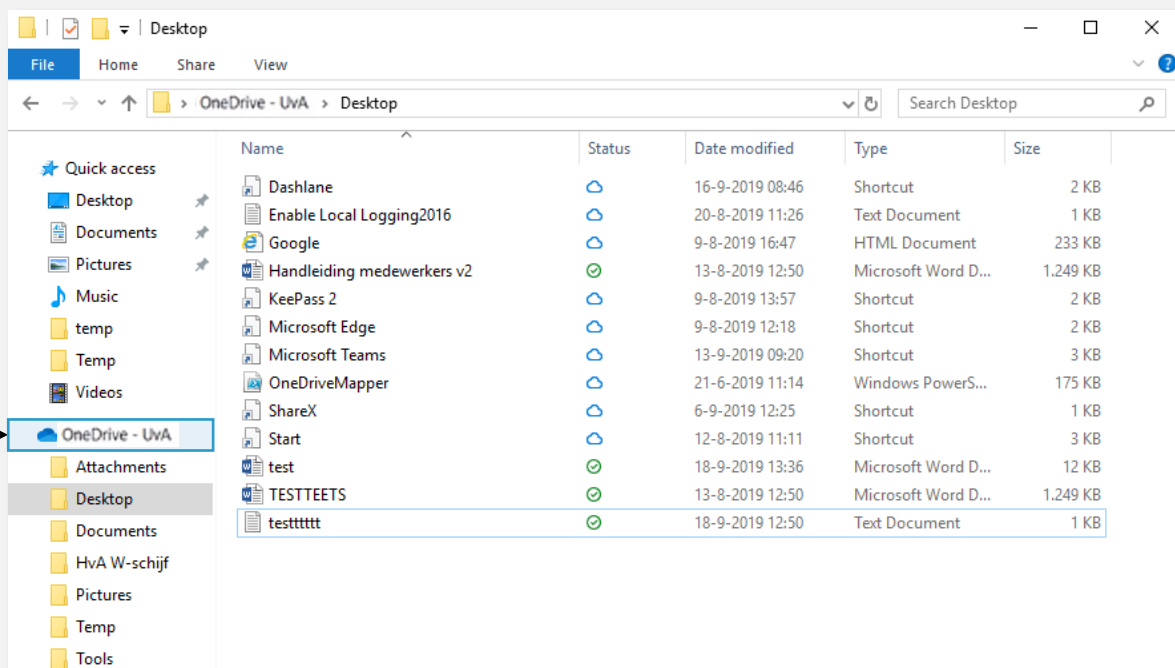 Desktop
File Home Share View
OneDrive - UvA Desktop Search Desktop
Name Status Date modified Type Size
Quick access
Desktop
Documents
Pictures
Music
temp
Temp
Videos
OneDrive - UvA
Attachments
Desktop
Documents
HvA W-schijf
Pictures
Temp
Tools
Dashlane 16-9-2019 08:46 Shortcut 2 KB
Enable Local Logging2016 20-8-2019 11:26 Text Document 1 KB
Google 9-8-2019 16:47 HTML Document 233 KB
Handleiding medewerkers v2 13-8-2019 12:50 Microsoft Word D... 1.249 KB
KeePass 2 9-8-2019 13:57 Shortcut 2 KB
Microsoft Edge 9-8-2019 12:18 Shortcut 2 KB
Microsoft Teams 13-9-2019 09:20 Shortcut 3 KB
OneDriveMapper 21-6-2019 11:14 Windows PowerS... 175 KB
ShareX 6-9-2019 12:25 Shortcut 1 KB
Start 12-8-2019 11:11 Shortcut 3 KB
test 18-9-2019 13:36 Microsoft Word D... 12 KB
TESTTEETS 13-8-2019 12:50 Microsoft Word D... 1.249 KB
testttttt 18-9-2019 12:50 Text Document 1 KB